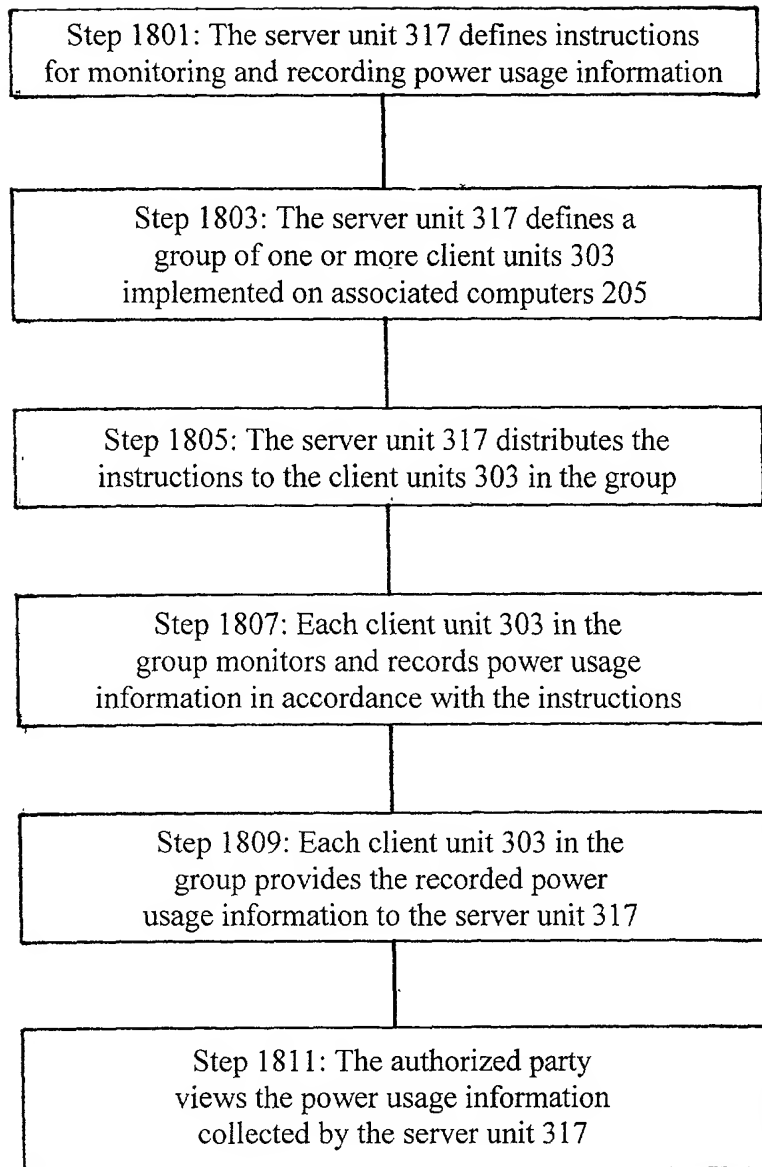 Step 1801: The server unit 317 defines instructions
for monitoring and recording power usage information
Step 1803: The server unit 317 defines a
group of one or more client units 303
implemented on associated computers 205
Step 1805: The server unit 317 distributes the
instructions to the client units 303 in the group
Step 1807: Each client unit 303 in the
group monitors and records power usage
information in accordance with the instructions
Step 1809: Each client unit 303 in the
group provides the recorded power
usage information to the server unit 317
Step 1811: The authorized party
views the power usage information
collected by the server unit 317